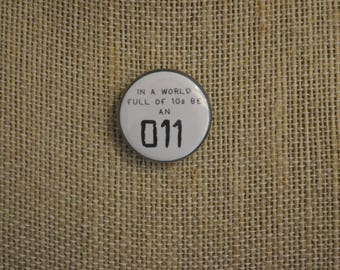 IN A WORLD
FULL OF 10s BE
AN
011